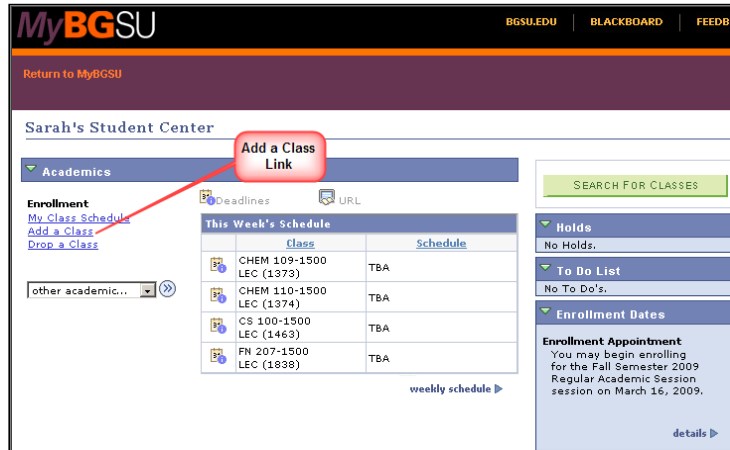 MyBGSU
BGSU.EDU
BLACKBOARD
FEEDB
Return to MyBGSU
Sarah's Student Center
Add a Class
Link
Academics
Enrollment
My Class Schedule
Add a Class
Drop a Class
other academic...
Deadlines
URL
This Week's Schedule
Class Schedule
CHEM 109-1500
LEC (1373)
TBA
CHEM 110-1500
LEC (1374)
TBA
CS 100-1500
LEC (1463)
TBA
FN 207-1500
LEC (1838)
TBA
weekly schedule
SEARCH FOR CLASSES
Holds
No Holds.
To Do List
No To Do's.
Enrollment Dates
Enrollment Appointment
You may begin enrolling
for the Fall Semester 2009
Regular Academic Session
session on March 16, 2009.
details